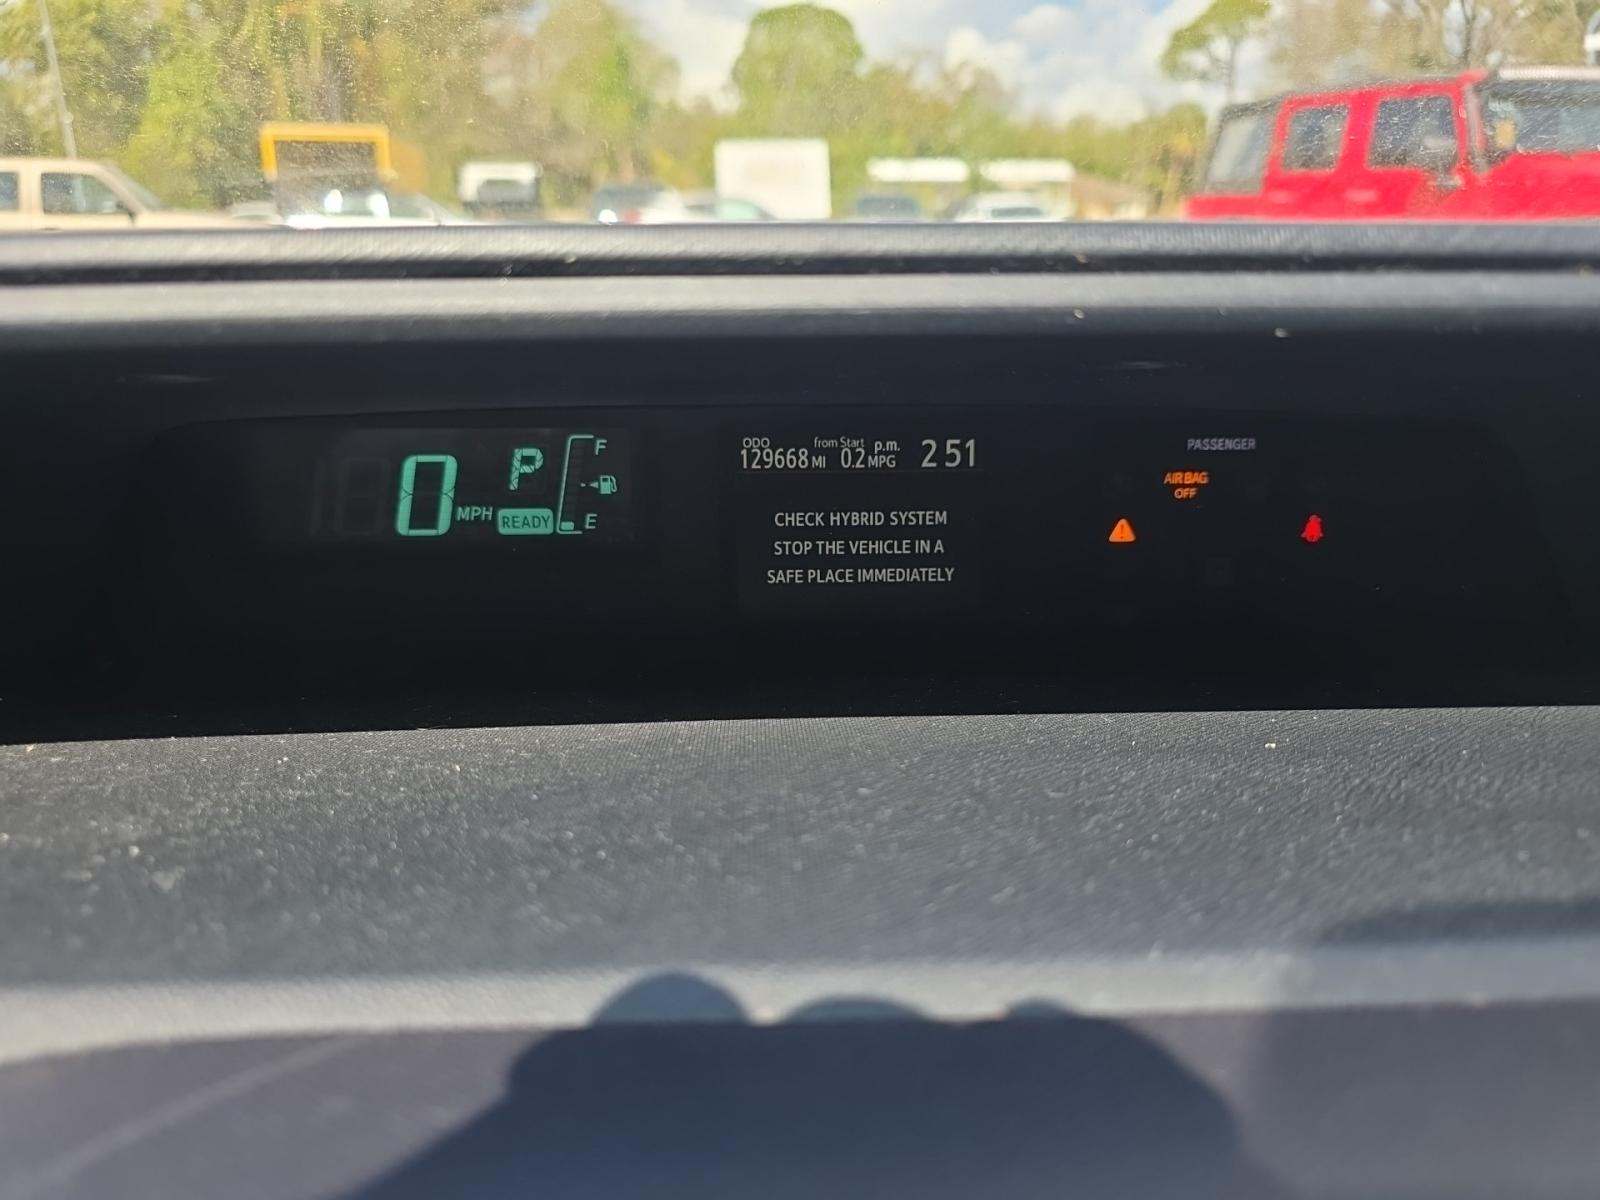 0 MPH
P
READY
F
E
ODO from Start p.m.
129668 MI 0.2 MPG 2 51
CHECK HYBRID SYSTEM
STOP THE VEHICLE IN A
SAFE PLACE IMMEDIATELY
PASSENGER
AIR BAG
OFF